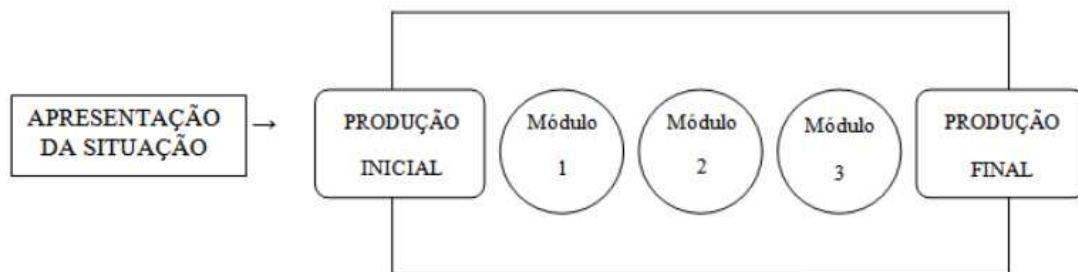 APRESENTAÇÃO
DA SITUAÇÃO
→
PRODUÇÃO
INICIAL
Módulo
1
Módulo
2
Módulo
3
PRODUÇÃO
FINAL